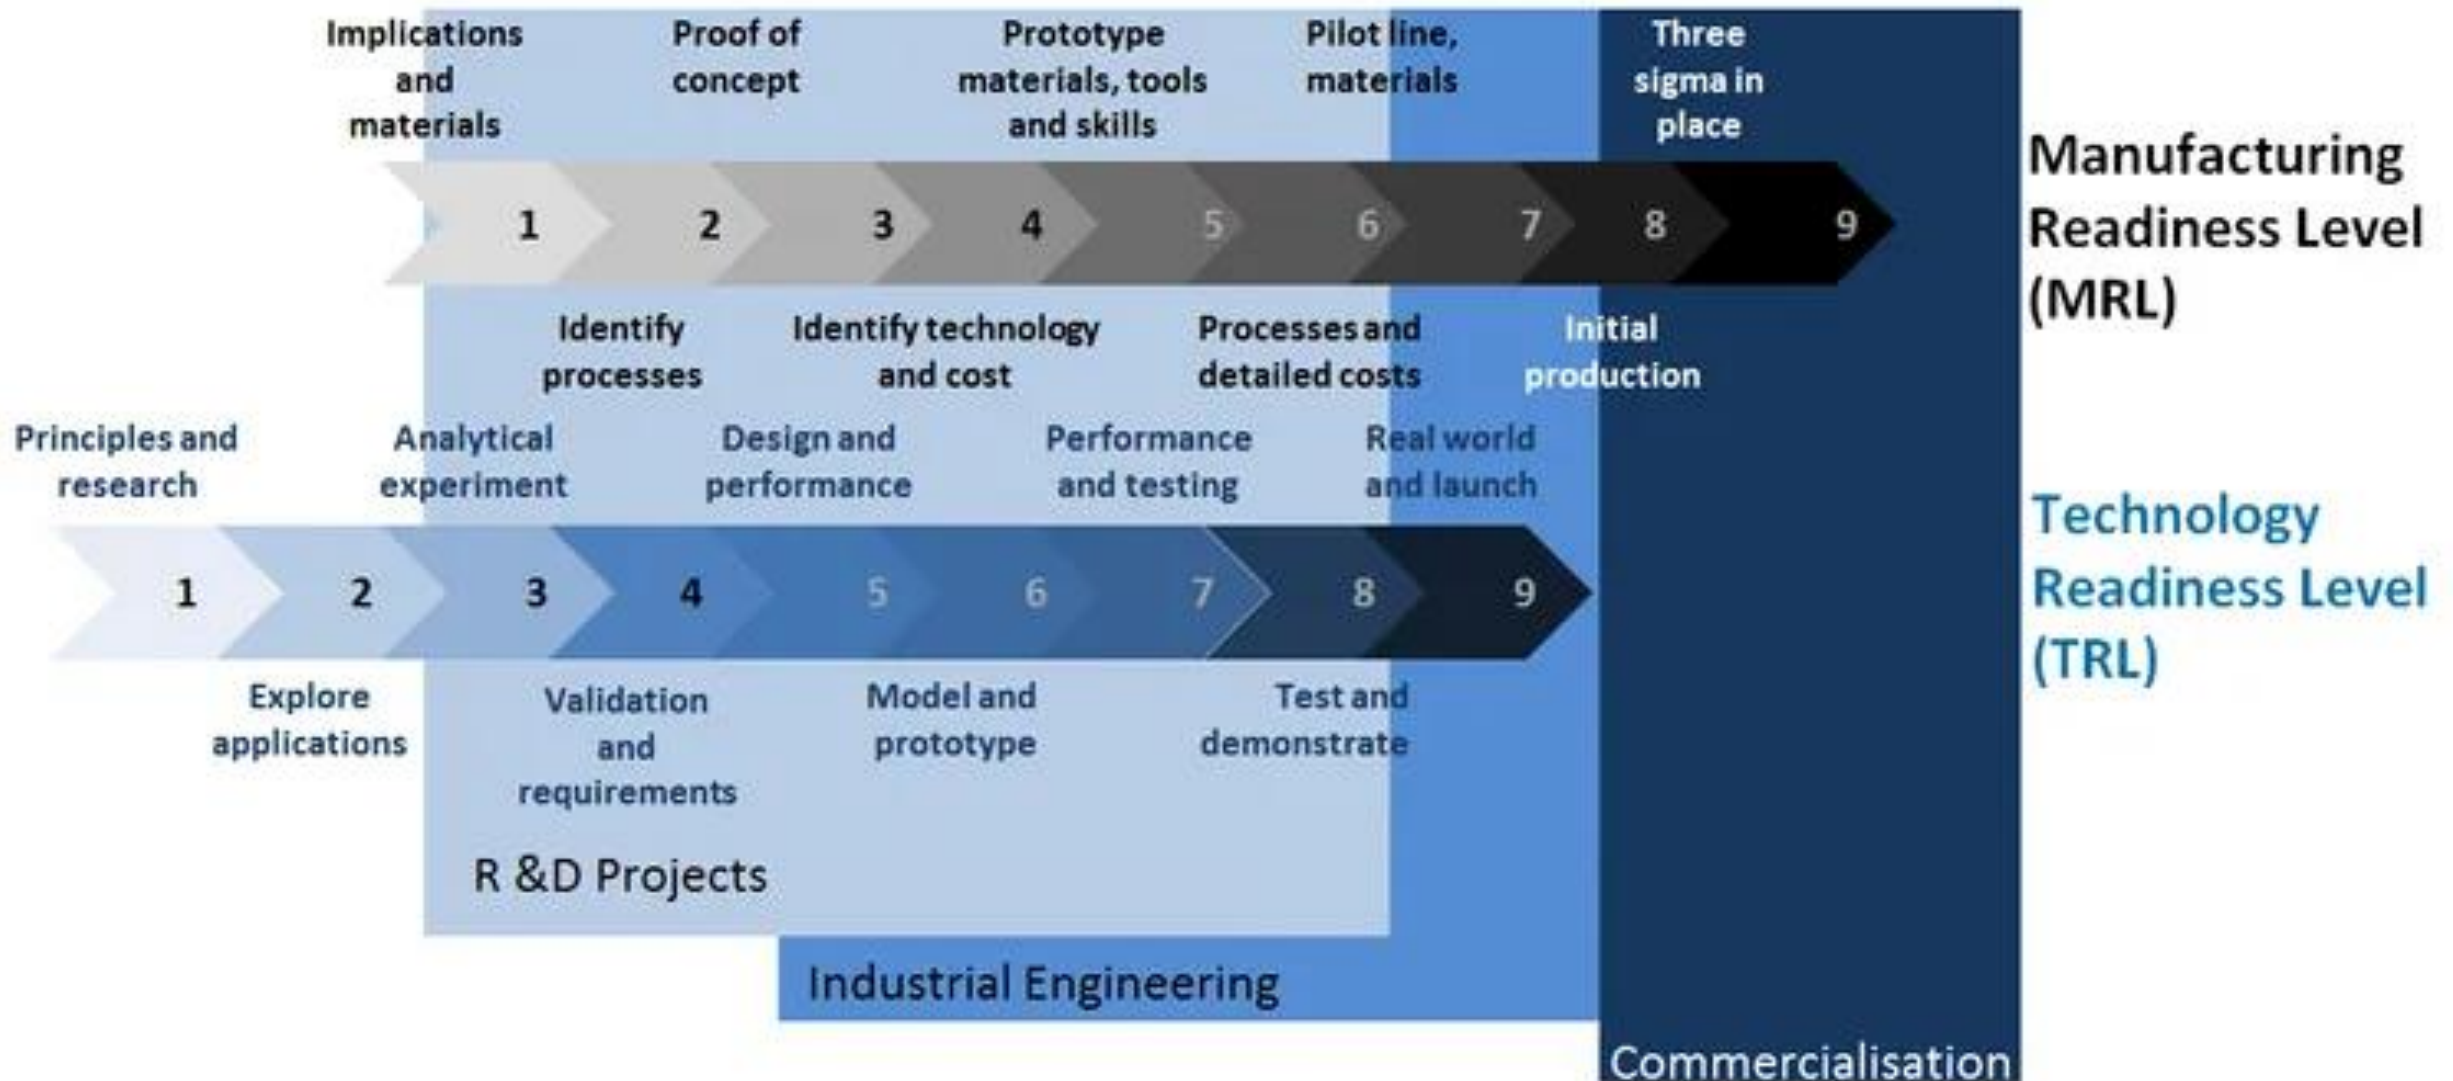 Implications
and
materials
Proof of
concept
Prototype
materials, tools
and skills
Pilot line,
materials
Three
sigma in
place
1 2 3 4 5 6 7 8 9
Manufacturing
Readiness Level
(MRL)
Identify
processes
Identify technology
and cost
Processes and
detailed costs
Initial
production
Principles and
research
Analytical
experiment
Design and
performance
Performance
and testing
Real world
and launch
1 2 3 4 5 6 7 8 9
Technology
Readiness Level
(TRL)
Explore
applications
Validation
and
requirements
Model and
prototype
Test and
demonstrate
R &D Projects
Industrial Engineering
Commercialisation